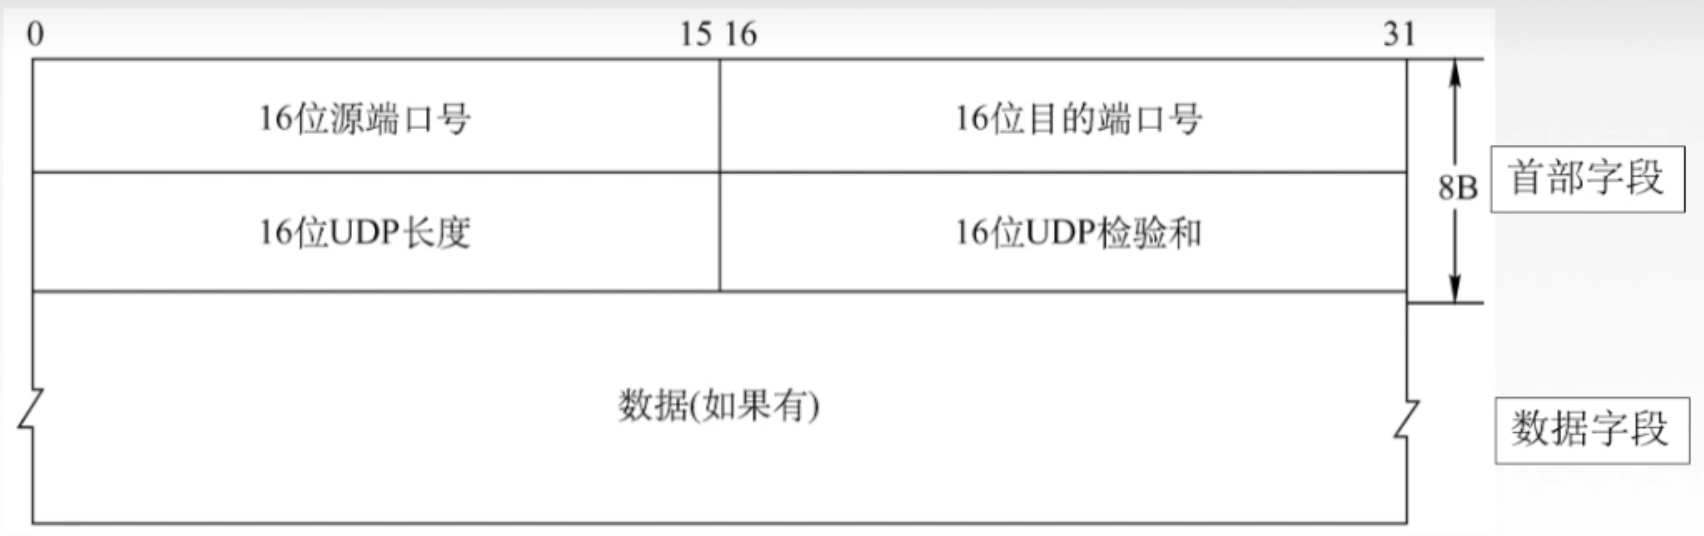 0 15 16 31
16位源端口号 16位目的端口号
首部字段
8B
16位UDP长度 16位UDP检验和
数据(如果有)
数据字段